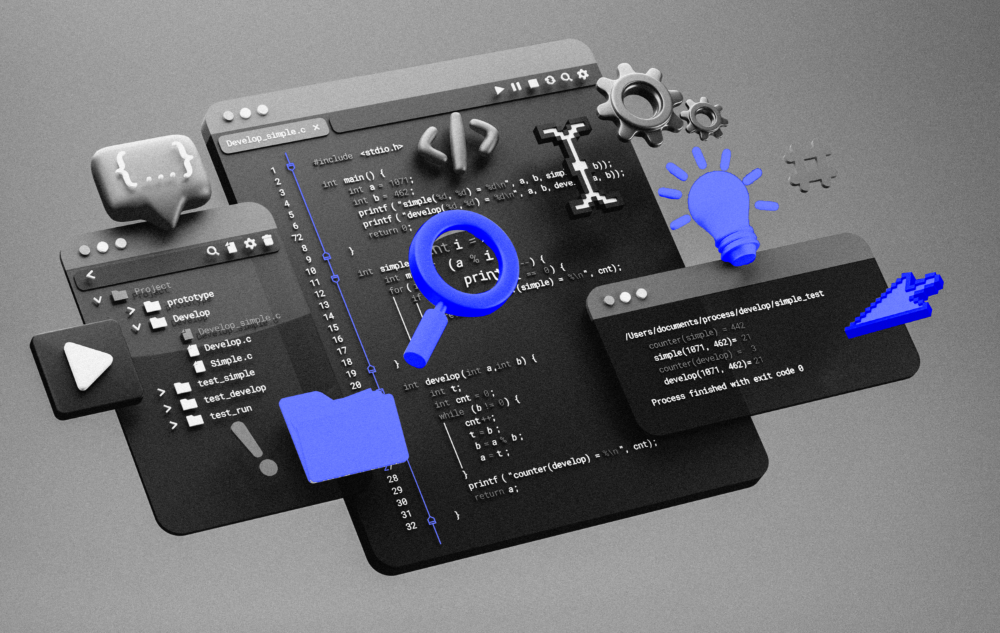 {...}
</>
Develop_simple.c ×
#include <stdio.h>
int main() {
int a = 1071;
int b = 462;
printf ("simple(%d, %d) = %d\n", a, b, simp b));
printf ("develop(%d,%d) = %d\n", a, b, deve. a, b));
return 0;
}
int simple
int m --) {
for( == 0) {
if (simple) = %\n", cnt);
int i =
(a % i
print
}
int develop(int a,int b) {
int t;
int cnt = 0;
while (b != 0) {
cnt++;
t = b;
b = a % b;
a = t;
}
printf ("counter(develop) = %\n", cnt);
return a;
}
1
2
3
4
5
6
72
8
9
10
11
12
13
14
15
16
17
18
19
20
27
28
29
30
31
32
Project
prototype
Develop
Develop_simple.c
Develop.c
Simple.c
test_simple
test_develop
test_run
!
#
/Users/documents/process/develop/simple_test
counter(simple) = 442
simple(1071, 462)= 21
counter(develop) = 3
develop(1071, 462)= 21
Process finished with exit code 0